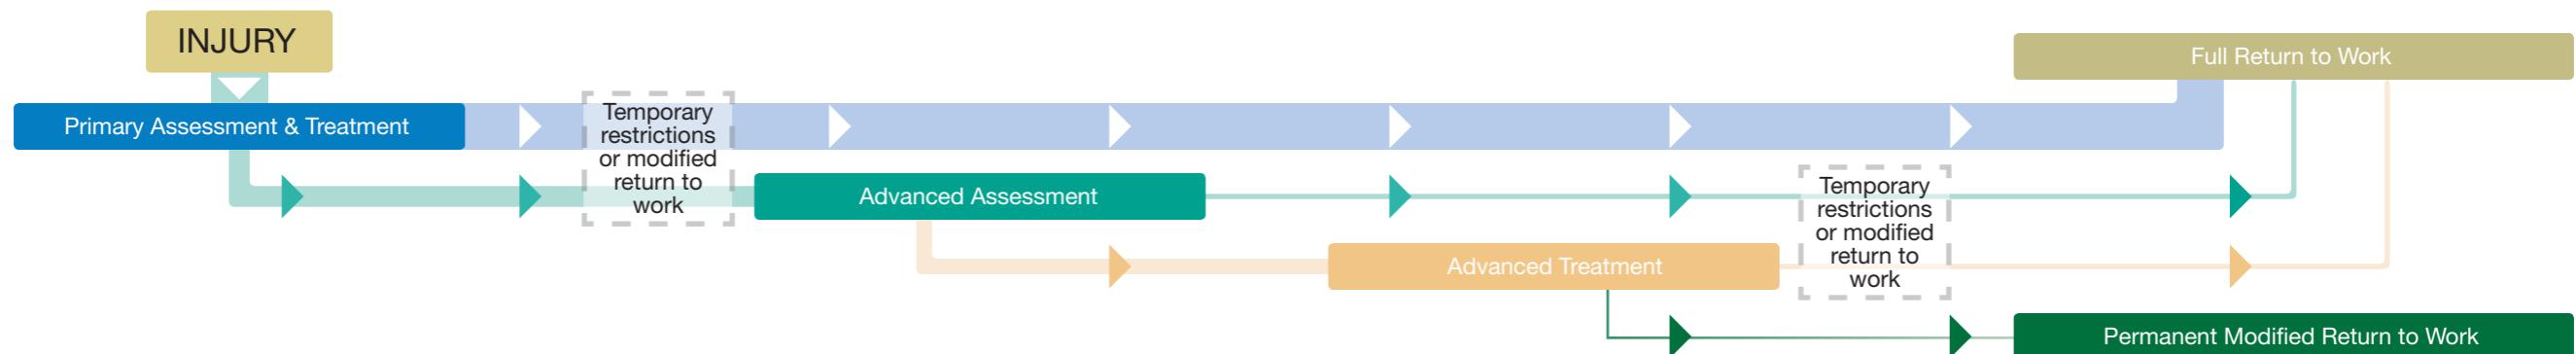 INJURY
Full Return to Work
Primary Assessment & Treatment
Temporary
restrictions
or modified
return to
work
Advanced Assessment
Temporary
restrictions
or modified
return to
work
Advanced Treatment
Permanent Modified Return to Work